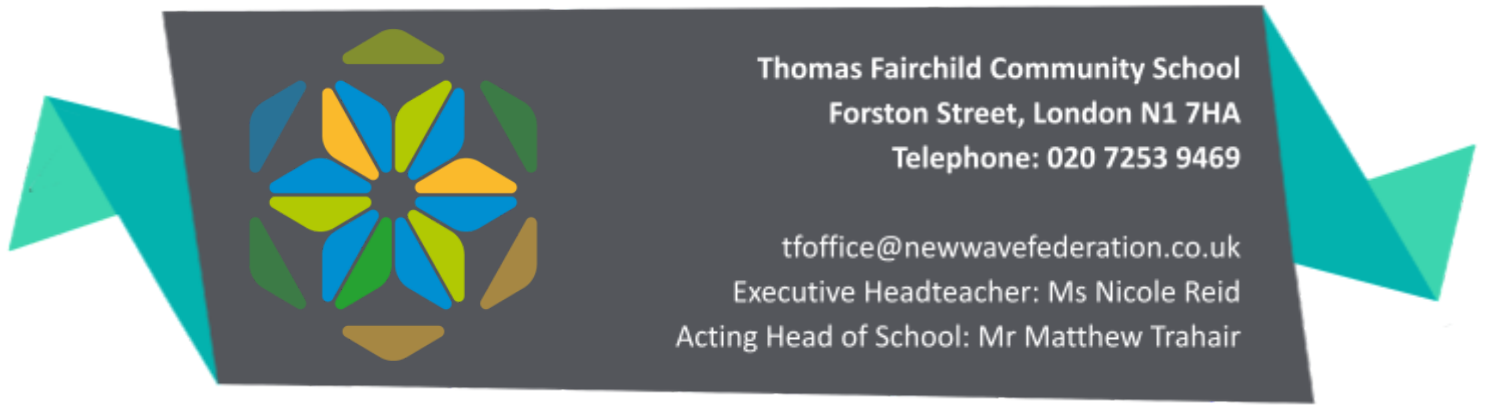 Thomas Fairchild Community School
Forston Street, London N1 7HA
Telephone: 020 7253 9469
tfoffice@newwavefederation.co.uk
Executive Headteacher: Ms Nicole Reid
Acting Head of School: Mr Matthew Trahair